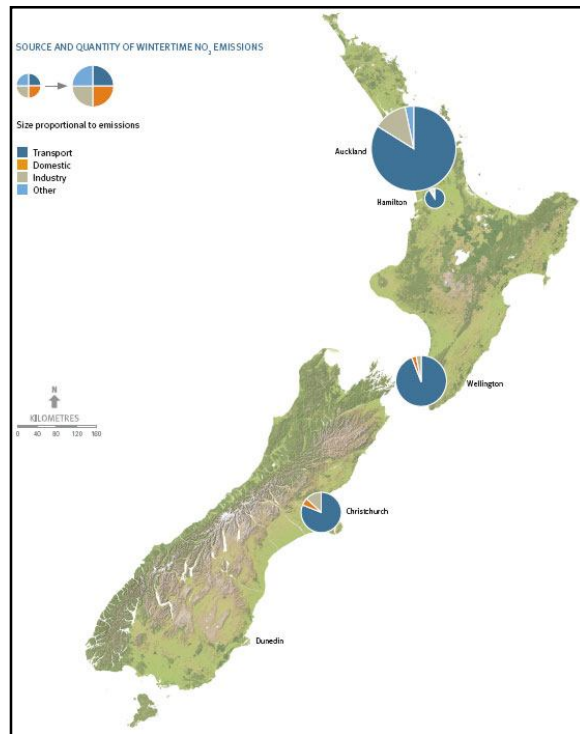 SOURCE AND QUANTITY OF WINTERTIME NO₂ EMISSIONS
Size proportional to emissions
Transport
Domestic
Industry
Other
Auckland
Hamilton
Wellington
N
KILOMETRES
0 40 80 120 160
Christchurch
Dunedin